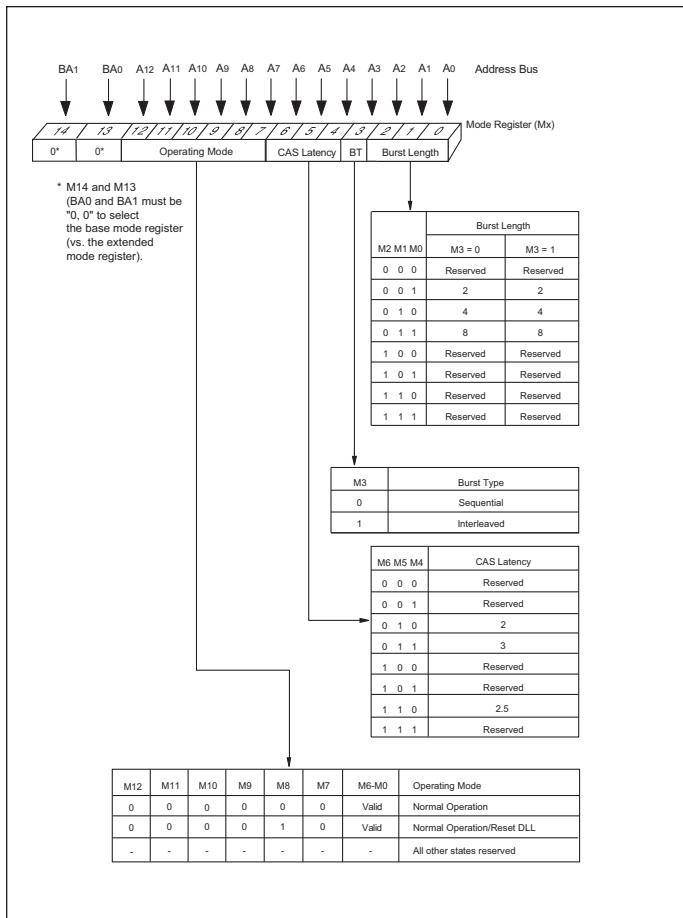 BA1 BA0 A12 A11 A10 A9 A8 A7 A6 A5 A4 A3 A2 A1 A0 Address Bus
14 13 12 11 10 9 8 7 6 5 4 3 2 1 0 Mode Register (Mx)
0* 0* Operating Mode CAS Latency BT Burst Length
* M14 and M13
(BA0 and BA1 must be
"0, 0" to select
the base mode register
(vs. the extended
mode register).
Burst Length
M2 M1 M0 M3 = 0 M3 = 1
0 0 0 Reserved Reserved
0 0 1 2 2
0 1 0 4 4
0 1 1 8 8
1 0 0 Reserved Reserved
1 0 1 Reserved Reserved
1 1 0 Reserved Reserved
1 1 1 Reserved Reserved
M3 Burst Type
0 Sequential
1 Interleaved
M6 M5 M4 CAS Latency
0 0 0 Reserved
0 0 1 Reserved
0 1 0 2
0 1 1 3
1 0 0 Reserved
1 0 1 Reserved
1 1 0 2.5
1 1 1 Reserved
M12 M11 M10 M9 M8 M7 M6-M0 Operating Mode
0 0 0 0 0 0 Valid Normal Operation
0 0 0 0 1 0 Valid Normal Operation/Reset DLL
- - - - - - - All other states reserved